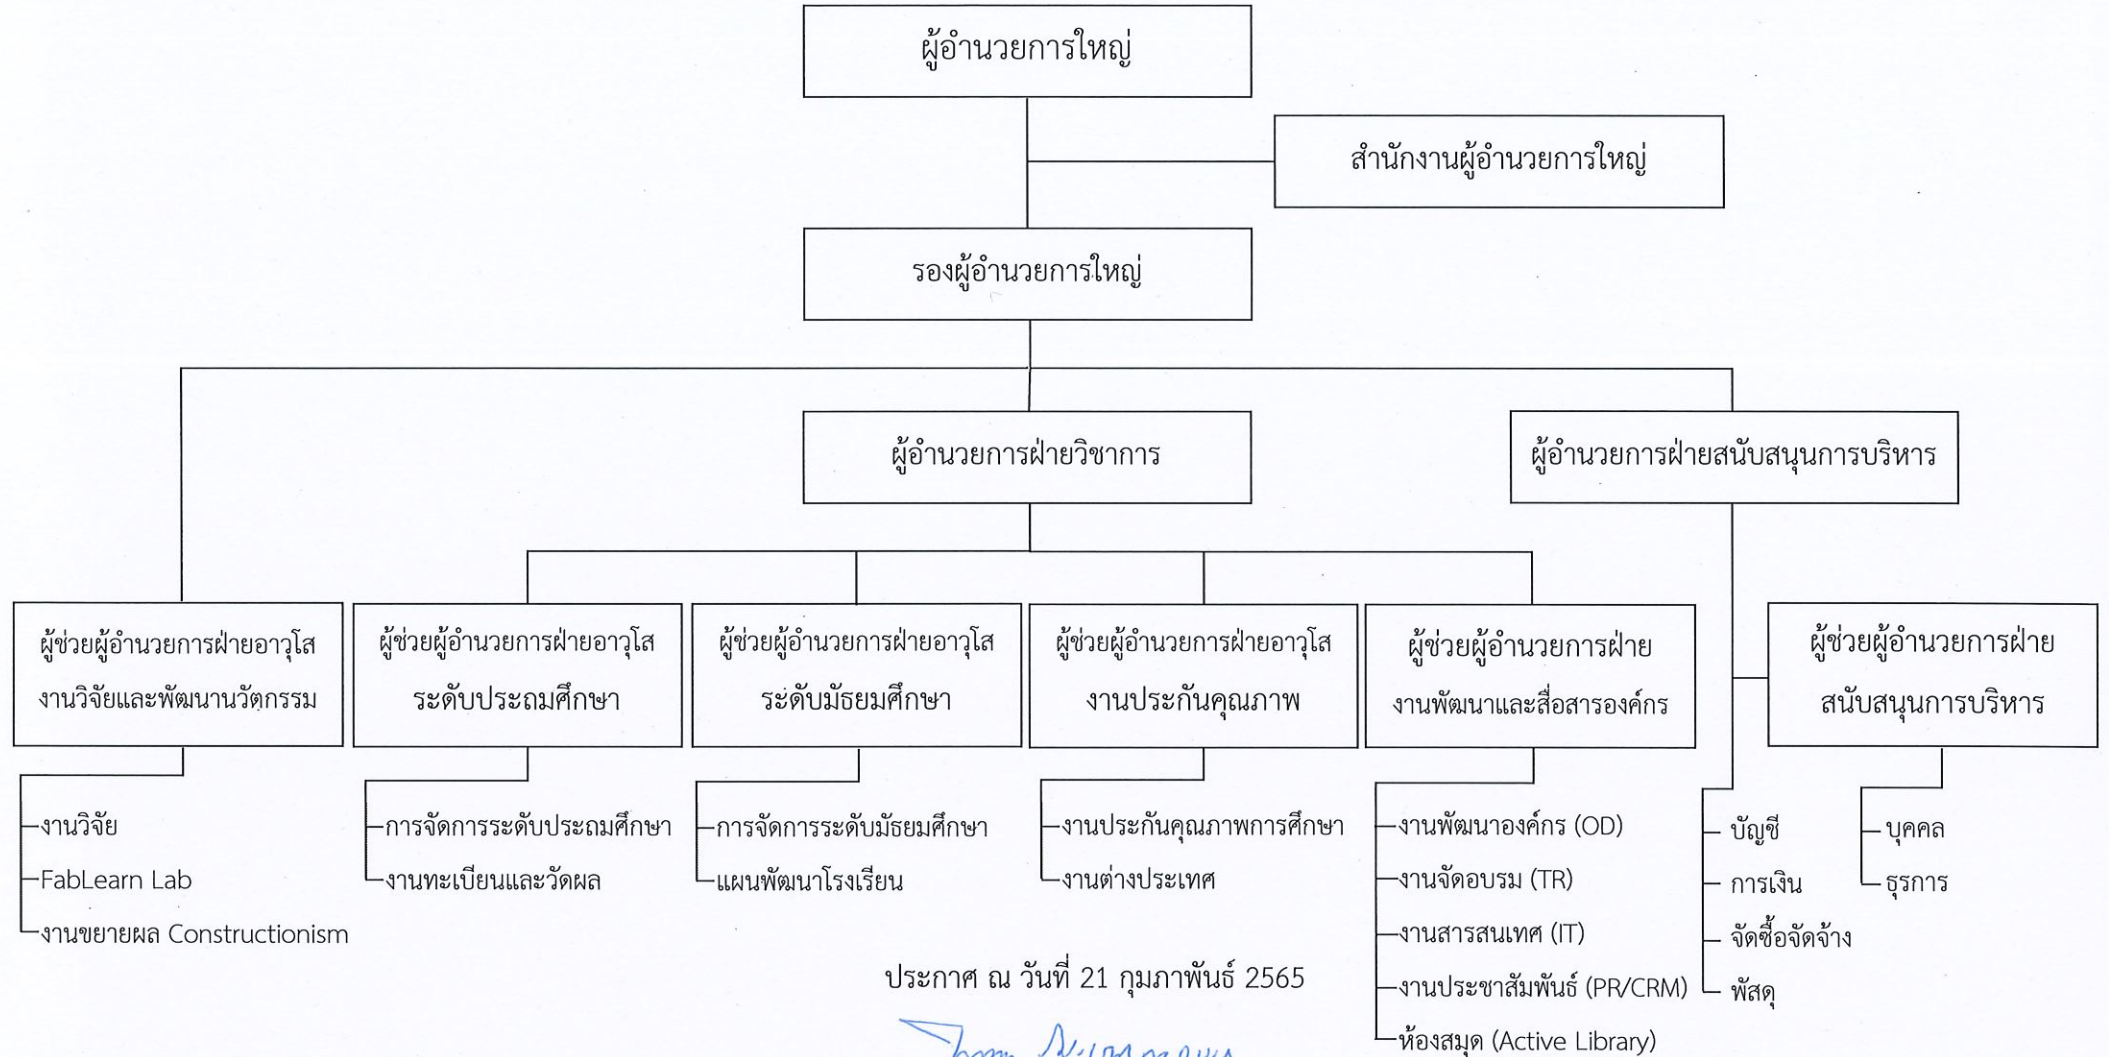 ผู้อำนวยการใหญ่
สำนักงานผู้อำนวยการใหญ่
รองผู้อำนวยการใหญ่
ผู้อำนวยการฝ่ายวิชาการ
ผู้อำนวยการฝ่ายสนับสนุนการบริหาร
ผู้ช่วยผู้อำนวยการฝ่ายอาวุโส
งานวิจัยและพัฒนานวัตกรรม
ผู้ช่วยผู้อำนวยการฝ่ายอาวุโส
ระดับประถมศึกษา
ผู้ช่วยผู้อำนวยการฝ่ายอาวุโส
ระดับมัธยมศึกษา
ผู้ช่วยผู้อำนวยการฝ่ายอาวุโส
งานประกันคุณภาพ
ผู้ช่วยผู้อำนวยการฝ่าย
งานพัฒนาและสื่อสารองค์กร
ผู้ช่วยผู้อำนวยการฝ่าย
สนับสนุนการบริหาร
งานวิจัย
FabLearn Lab
งานขยายผล Constructionism
การจัดการระดับประถมศึกษา
งานทะเบียนและวัดผล
การจัดการระดับมัธยมศึกษา
แผนพัฒนาโรงเรียน
งานประกันคุณภาพการศึกษา
งานต่างประเทศ
งานพัฒนาองค์กร (OD)
งานจัดอบรม (TR)
งานสารสนเทศ (IT)
งานประชาสัมพันธ์ (PR/CRM)
ห้องสมุด (Active Library)
บัญชี
การเงิน
จัดซื้อจัดจ้าง
พัสดุ
บุคคล
ธุรการ
ประกาศ ณ วันที่ 21 กุมภาพันธ์ 2565